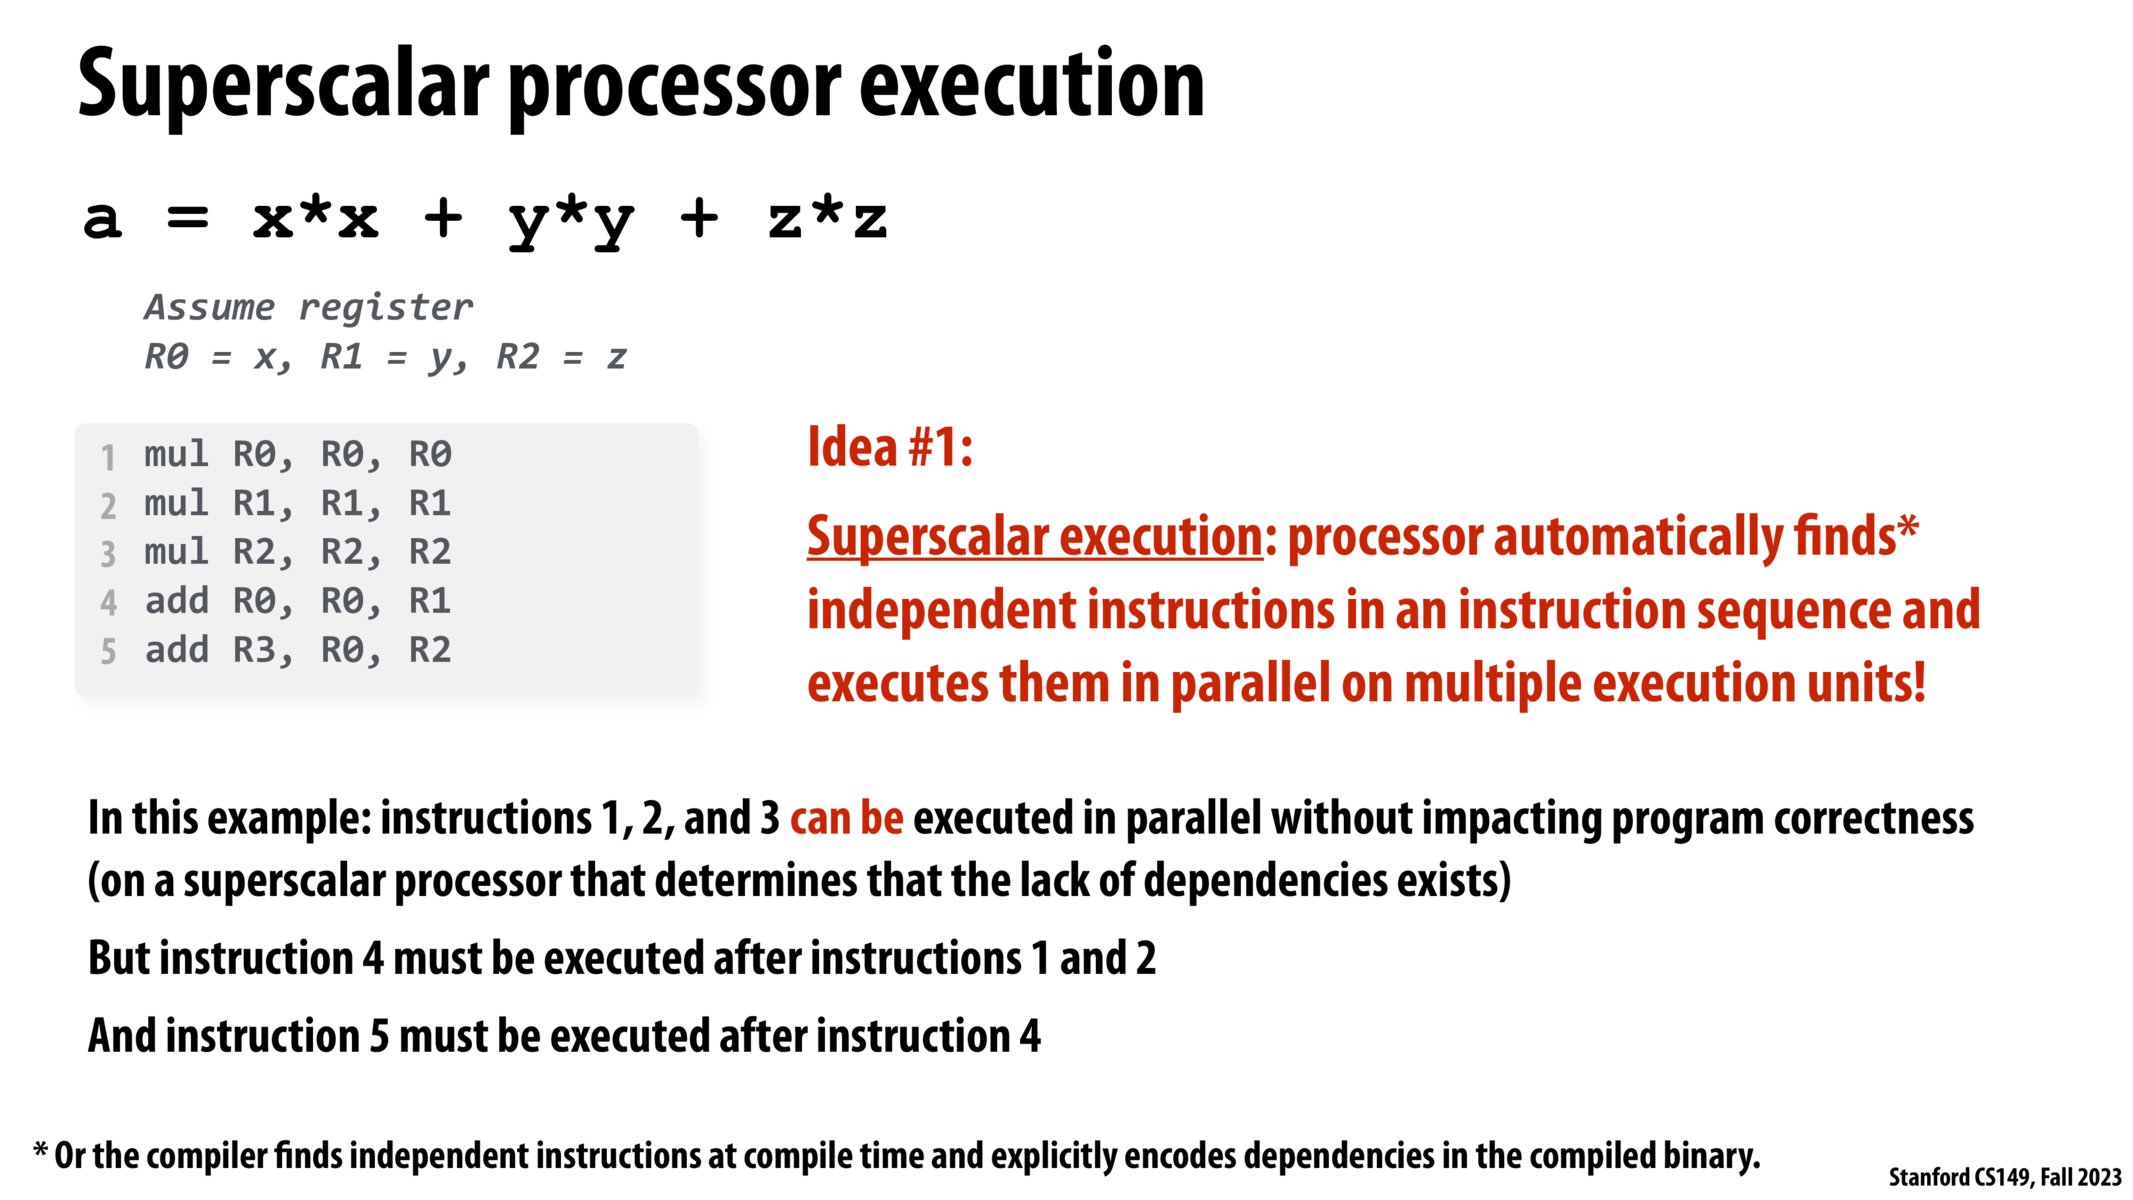 Superscalar processor execution
a = x*x + y*y + z*z
Assume register
R0 = x, R1 = y, R2 = z
1 mul R0, R0, R0
2 mul R1, R1, R1
3 mul R2, R2, R2
4 add R0, R0, R1
5 add R3, R0, R2
Idea #1:
Superscalar execution: processor automatically finds*
independent instructions in an instruction sequence and
executes them in parallel on multiple execution units!
In this example: instructions 1, 2, and 3 can be executed in parallel without impacting program correctness
(on a superscalar processor that determines that the lack of dependencies exists)
But instruction 4 must be executed after instructions 1 and 2
And instruction 5 must be executed after instruction 4
* Or the compiler finds independent instructions at compile time and explicitly encodes dependencies in the compiled binary.
Stanford CS149, Fall 2023